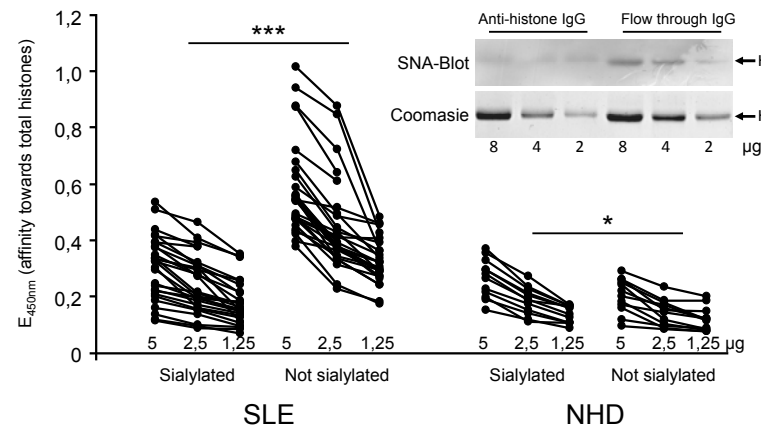 Anti-histone IgG Flow through IgG
SNA-Blot
Coomasie
8 4 2 8 4 2 µg
***
*
E450nm (affinity towards total histones)
1,2
1,0
0,8
0,6
0,4
0,2
0
5 2,5 1,25 5 2,5 1,25 5 2,5 1,25 5 2,5 1,25 µg
Sialylated Not sialylated Sialylated Not sialylated
SLE NHD